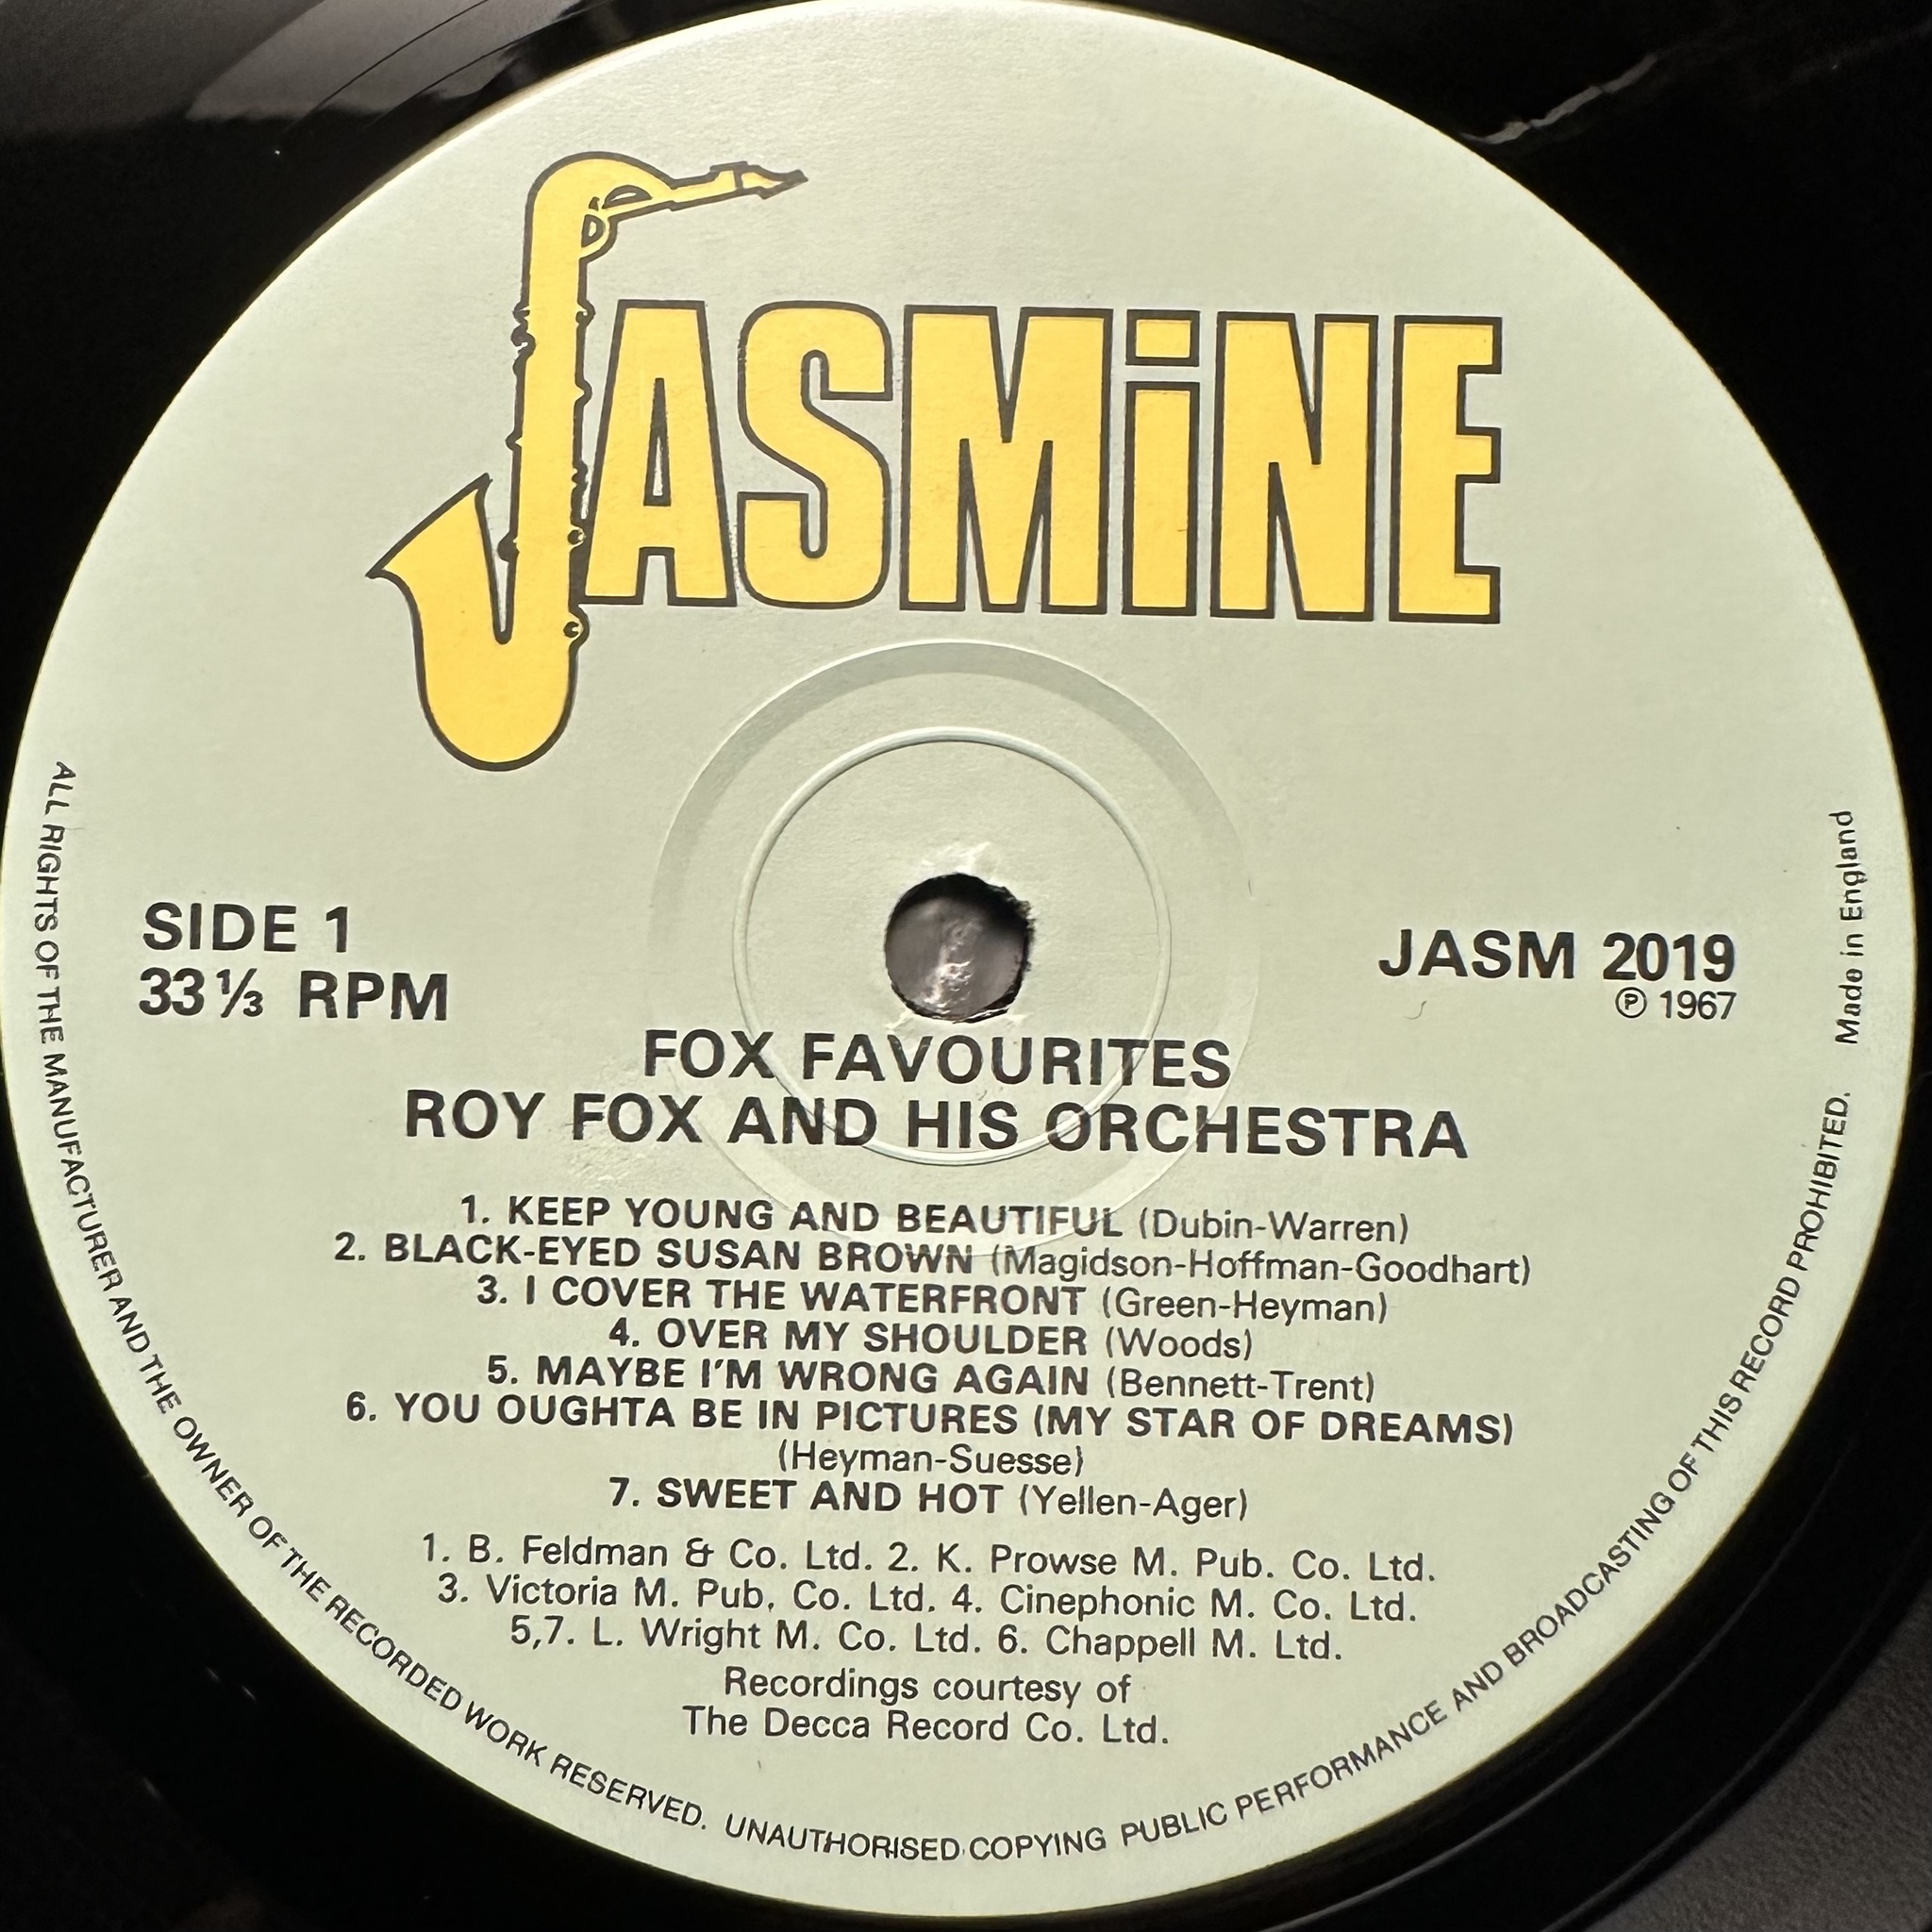 JASMiNE
SIDE 1
33 ⅓ RPM
JASM 2019
℗ 1967
FOX FAVOURITES
ROY FOX AND HIS ORCHESTRA
1. KEEP YOUNG AND BEAUTIFUL (Dubin-Warren)
2. BLACK-EYED SUSAN BROWN (Magidson-Hoffman-Goodhart)
3. I COVER THE WATERFRONT (Green-Heyman)
4. OVER MY SHOULDER (Woods)
5. MAYBE I'M WRONG AGAIN (Bennett-Trent)
6. YOU OUGHTA BE IN PICTURES (MY STAR OF DREAMS)
(Heyman-Suesse)
7. SWEET AND HOT (Yellen-Ager)
1. B. Feldman & Co. Ltd. 2. K. Prowse M. Pub. Co. Ltd.
3. Victoria M. Pub. Co. Ltd. 4. Cinephonic M. Co. Ltd.
5,7. L. Wright M. Co. Ltd. 6. Chappell M. Ltd.
Recordings courtesy of
The Decca Record Co. Ltd.
ALL RIGHTS OF THE MANUFACTURER AND THE OWNER OF THE RECORDED WORK RESERVED. UNAUTHORISED COPYING PUBLIC PERFORMANCE AND BROADCASTING OF THIS RECORD PROHIBITED. Made in England